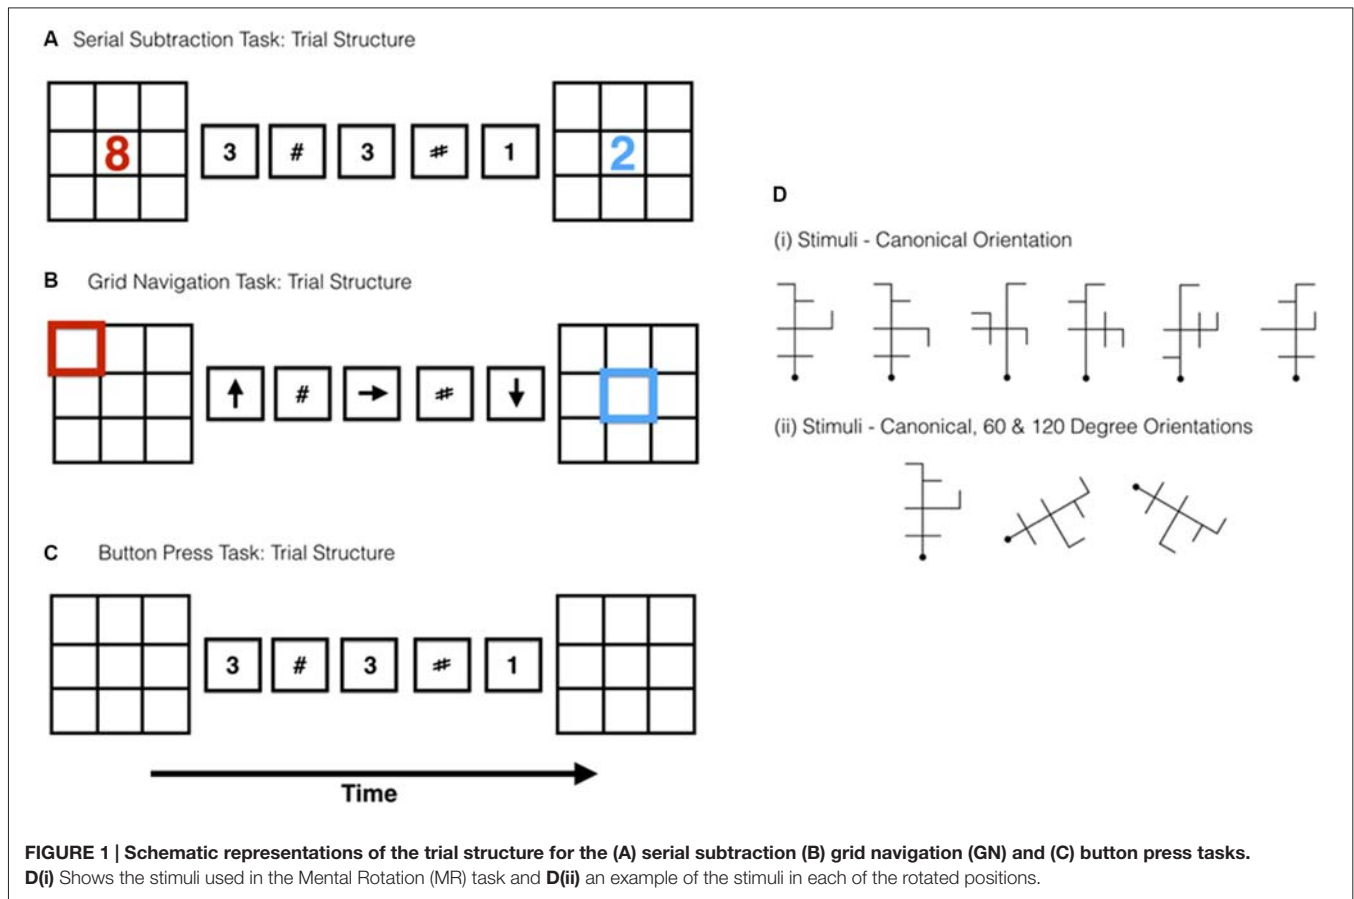 A Serial Subtraction Task: Trial Structure
8 3 # 3 # 1 2
B Grid Navigation Task: Trial Structure
# #
C Button Press Task: Trial Structure
3 # 3 # 1
Time
D
(i) Stimuli - Canonical Orientation
(ii) Stimuli - Canonical, 60 & 120 Degree Orientations
FIGURE 1 | Schematic representations of the trial structure for the (A) serial subtraction (B) grid navigation (GN) and (C) button press tasks.
D(i) Shows the stimuli used in the Mental Rotation (MR) task and D(ii) an example of the stimuli in each of the rotated positions.